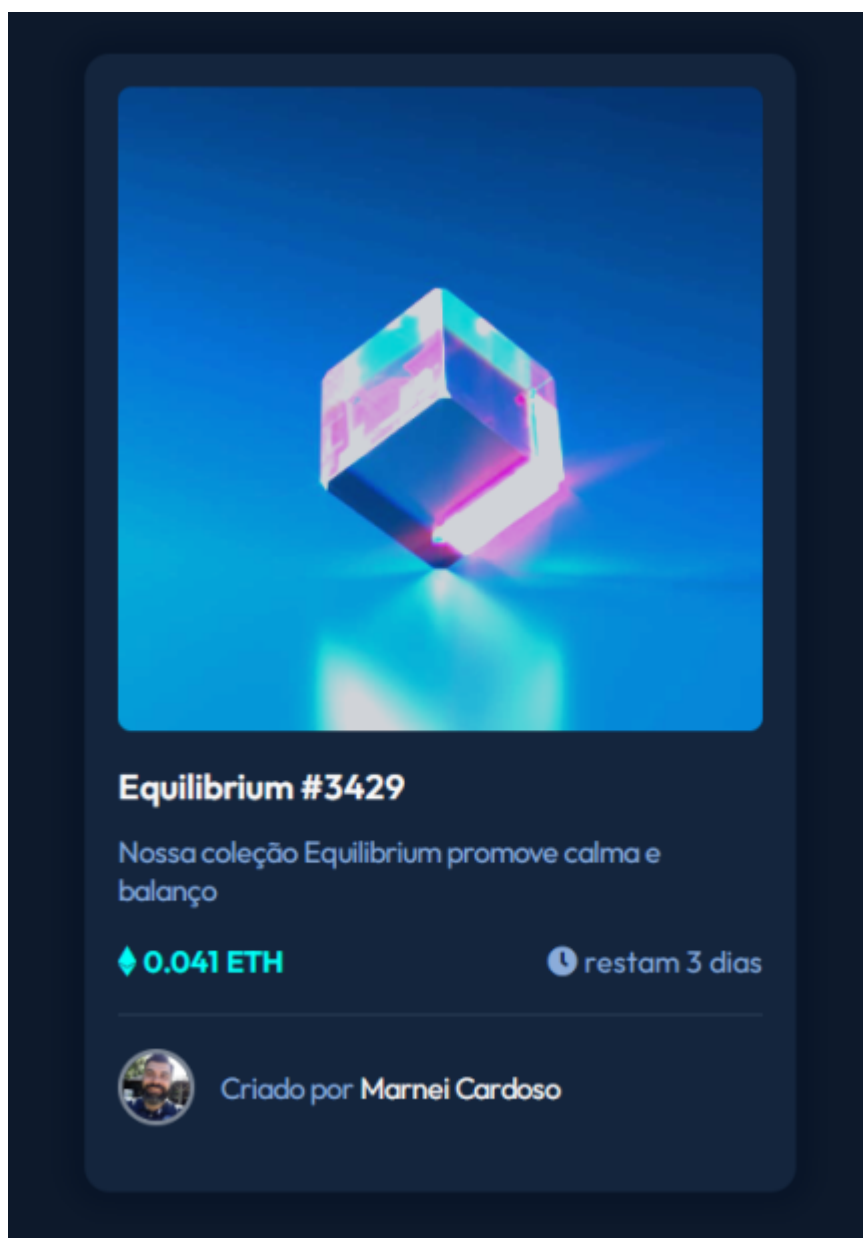 Equilibrium #3429
Nossa coleção Equilibrium promove calma e
balanço
0.041 ETH
restam 3 dias
Criado por Marnei Cardoso